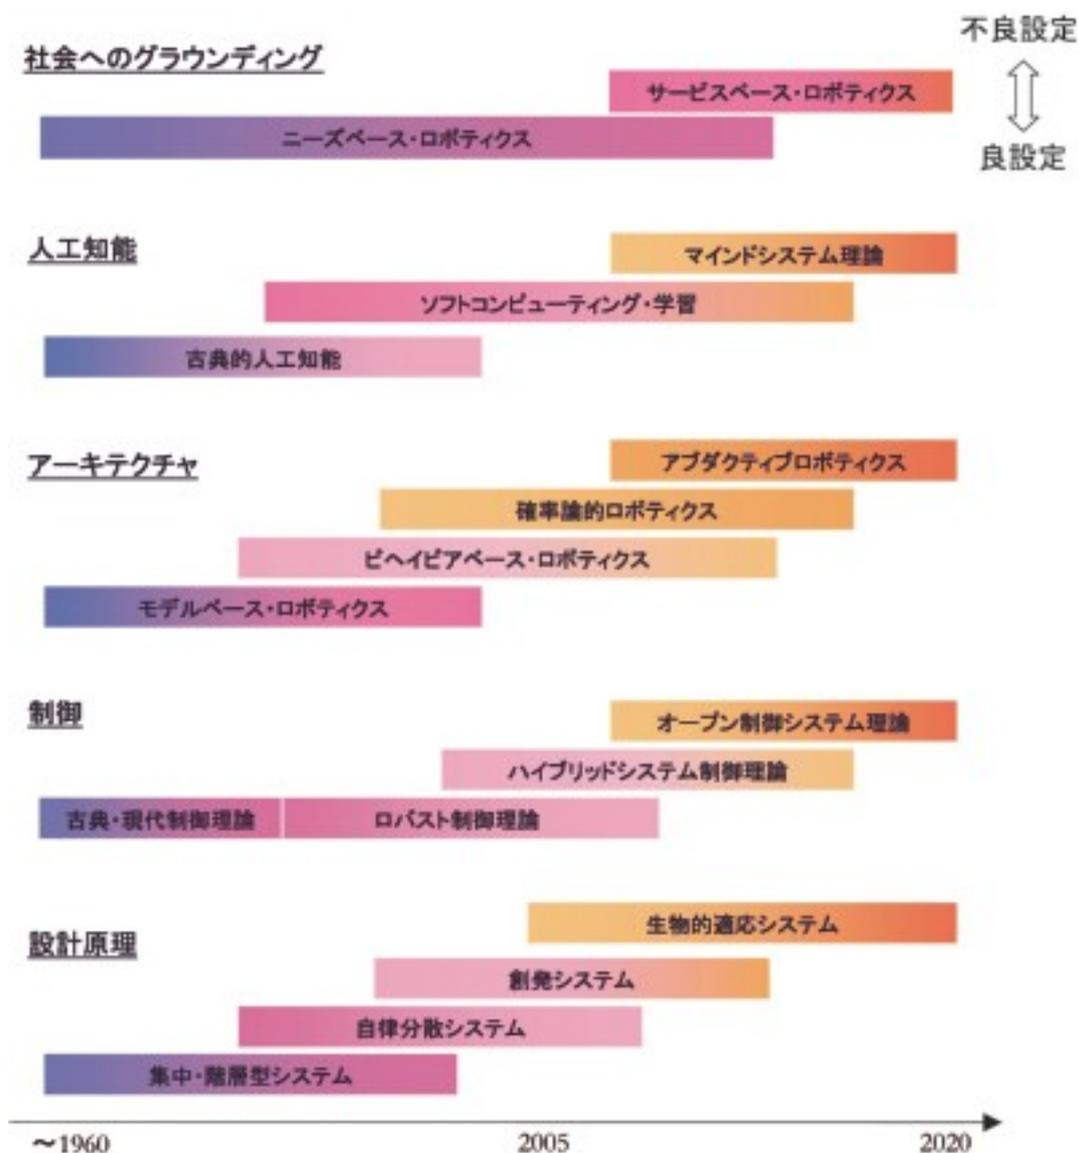 不良設定
良設定
社会へのグラウンディング
サービスベース・ロボティクス
ニーズベース・ロボティクス
人工知能
マインドシステム理論
ソフトコンピューティング・学習
古典的人工知能
アーキテクチャ
アブダクティブロボティクス
確率論的ロボティクス
ビヘイビアベース・ロボティクス
モデルベース・ロボティクス
制御
オープン制御システム理論
ハイブリッドシステム制御理論
古典・現代制御理論
ロバスト制御理論
設計原理
生物的適応システム
創発システム
自律分散システム
集中・階層型システム
～1960
2005
2020